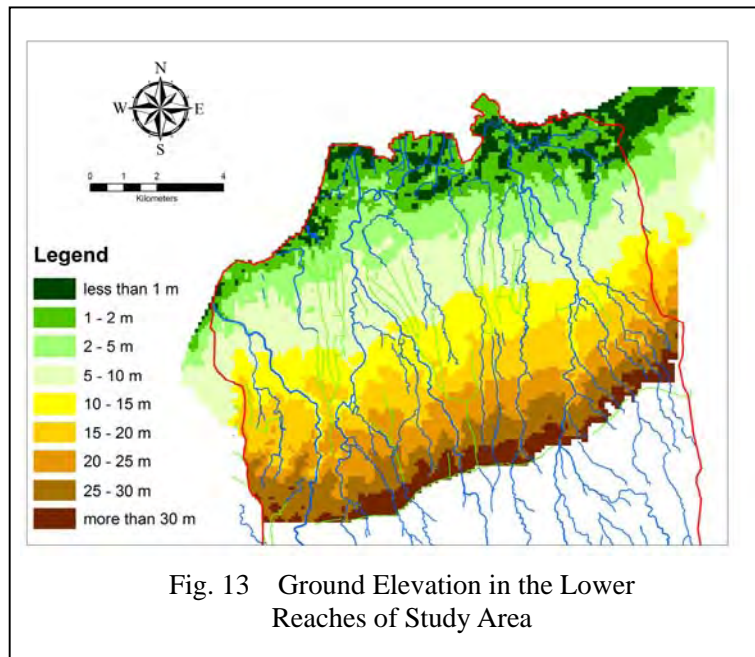 N
W E
S
0 1 2 4
Kilometers
Legend
less than 1 m
1 - 2 m
2 - 5 m
5 - 10 m
10 - 15 m
15 - 20 m
20 - 25 m
25 - 30 m
more than 30 m
Fig. 13 Ground Elevation in the Lower
Reaches of Study Area